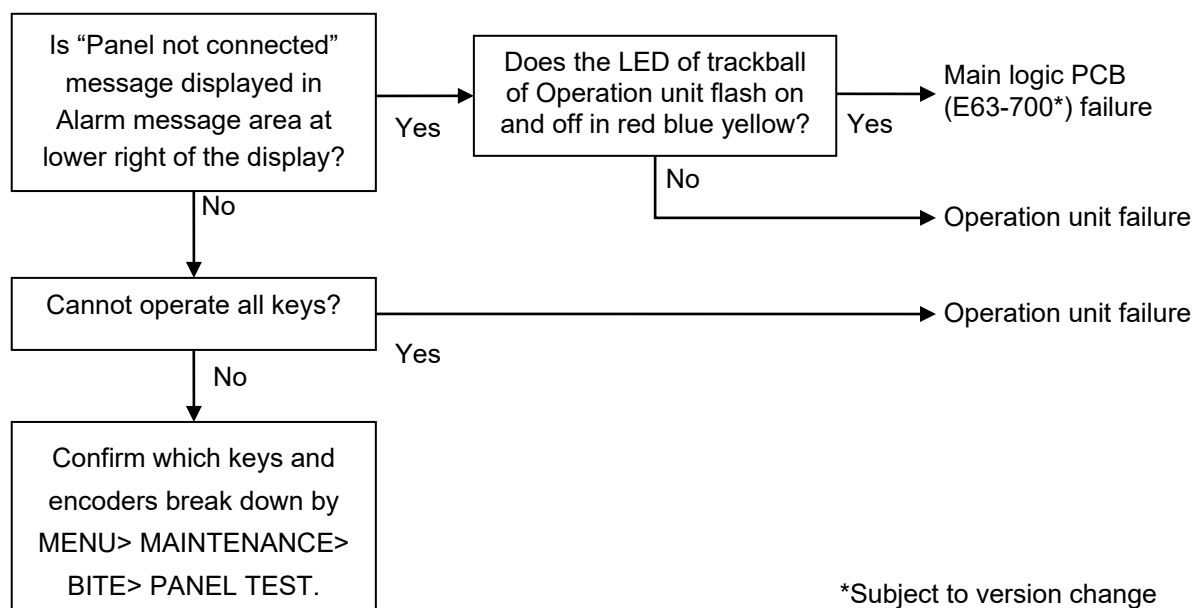 Is “Panel not connected”
message displayed in
Alarm message area at
lower right of the display?
Yes
Does the LED of trackball
of Operation unit flash on
and off in red blue yellow?
Yes
Main logic PCB
(E63-700*) failure
No
Operation unit failure
No
Cannot operate all keys?
Yes
Operation unit failure
No
Confirm which keys and
encoders break down by
MENU> MAINTENANCE>
BITE> PANEL TEST.
*Subject to version change